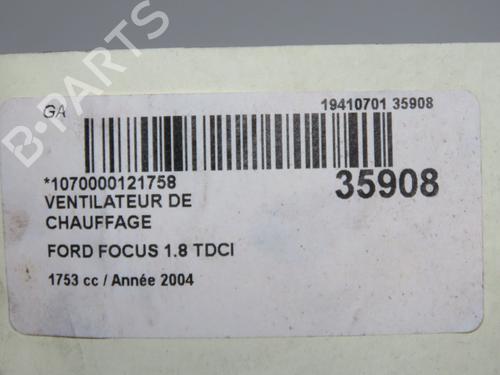 B-PARTS
GA
19410701 35908
*1070000121758
35908
VENTILATEUR DE
CHAUFFAGE
FORD FOCUS 1.8 TDCI
1753 cc / Année 2004